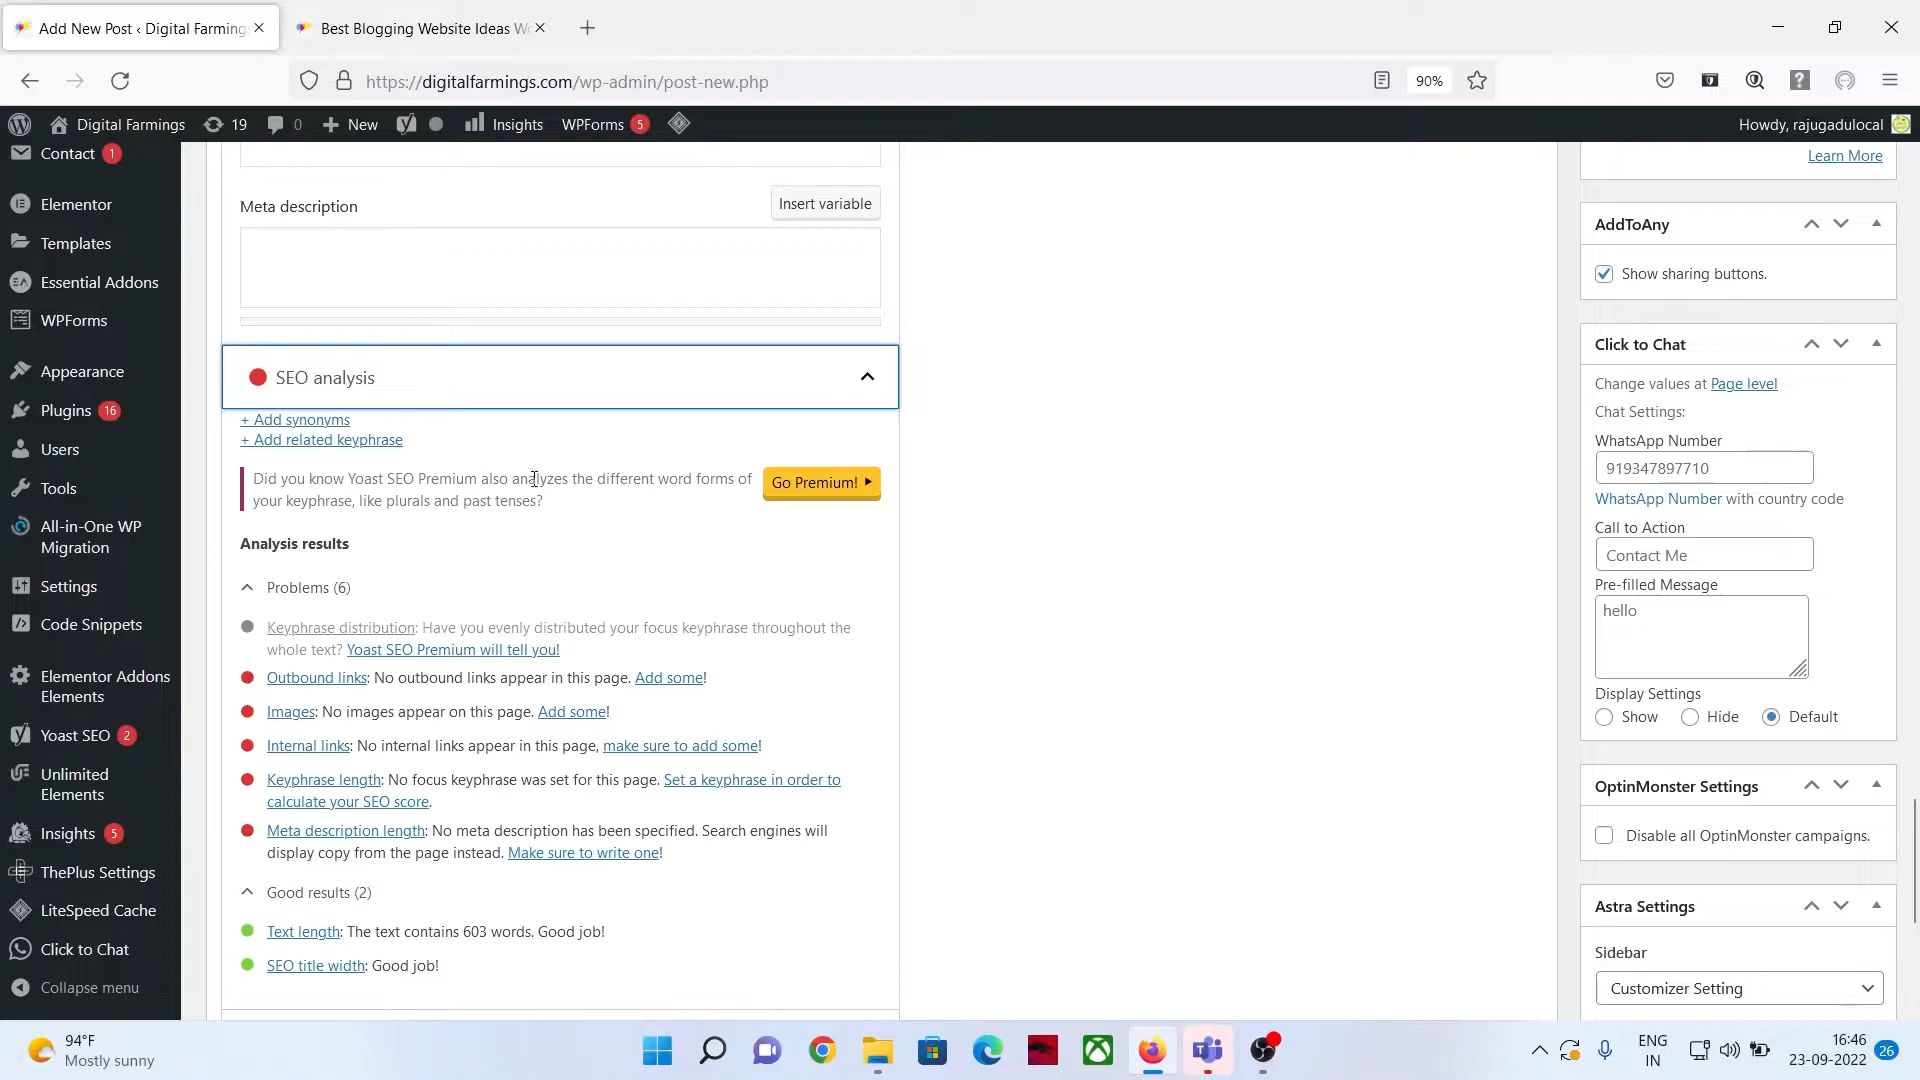 Add New Post ‹ Digital Farming
Best Blogging Website Ideas W
https://digitalfarmings.com/wp-admin/post-new.php
90%
Digital Farmings
19
0
New
Insights
WPForms 5
Howdy, rajugadulocal
Contact 1
Elementor
Templates
Essential Addons
WPForms
Appearance
Plugins 16
Users
Tools
All-in-One WP
Migration
Settings
Code Snippets
Elementor Addons
Elements
Yoast SEO 2
Unlimited
Elements
Insights 5
ThePlus Settings
LiteSpeed Cache
Click to Chat
Collapse menu
Meta description
Insert variable
SEO analysis
+ Add synonyms
+ Add related keyphrase
Did you know Yoast SEO Premium also analyzes the different word forms of
your keyphrase, like plurals and past tenses?
Go Premium!
Analysis results
Problems (6)
Keyphrase distribution: Have you evenly distributed your focus keyphrase throughout the
whole text? Yoast SEO Premium will tell you!
Outbound links: No outbound links appear in this page. Add some!
Images: No images appear on this page. Add some!
Internal links: No internal links appear in this page, make sure to add some!
Keyphrase length: No focus keyphrase was set for this page. Set a keyphrase in order to
calculate your SEO score.
Meta description length: No meta description has been specified. Search engines will
display copy from the page instead. Make sure to write one!
Good results (2)
Text length: The text contains 603 words. Good job!
SEO title width: Good job!
Learn More
AddToAny
Show sharing buttons.
Click to Chat
Change values at Page level
Chat Settings:
WhatsApp Number
919347897710
WhatsApp Number with country code
Call to Action
Contact Me
Pre-filled Message
hello
Display Settings
Show
Hide
Default
OptinMonster Settings
Disable all OptinMonster campaigns.
Astra Settings
Sidebar
Customizer Setting
94°F
Mostly sunny
ENG
IN
16:46
23-09-2022
26